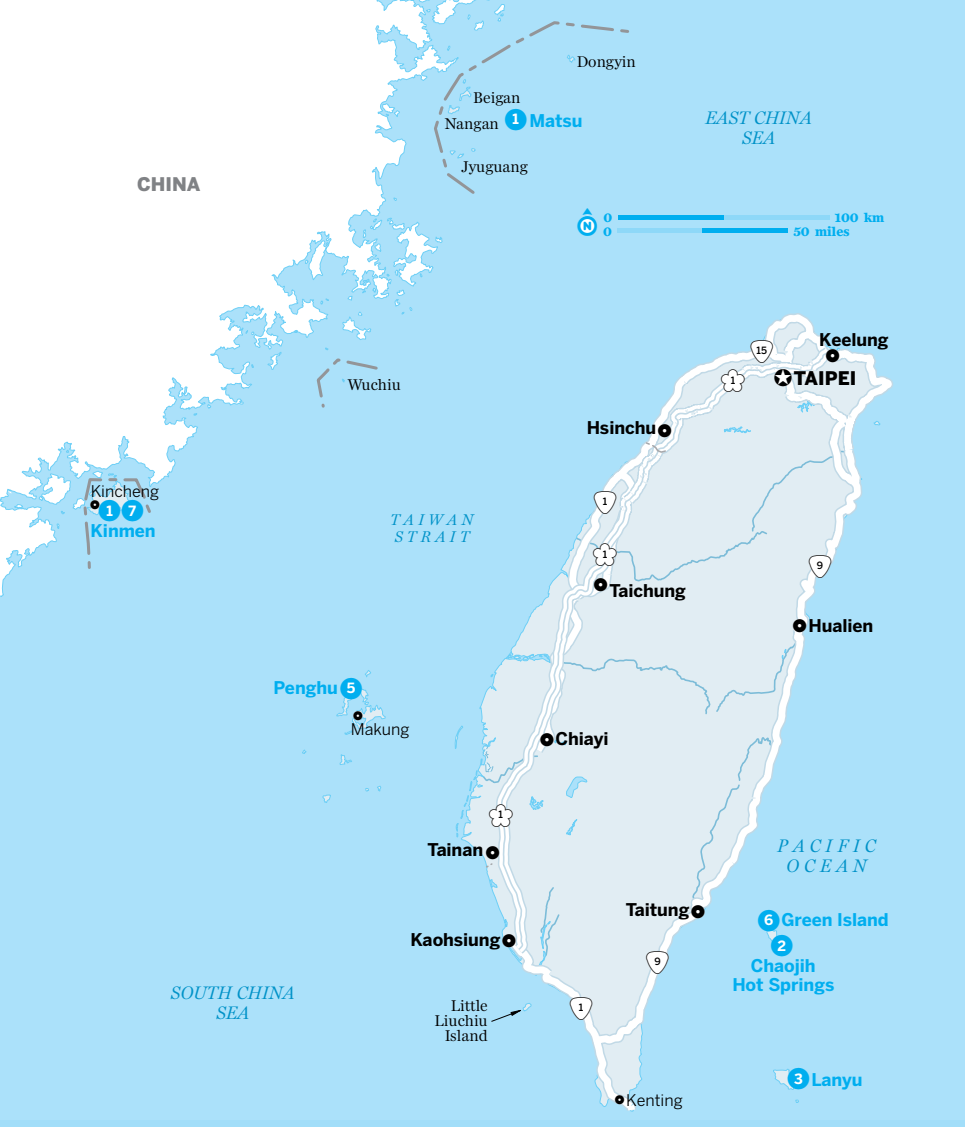 Dongyin
Beigan
Nangan
1 Matsu
EAST CHINA
SEA
Jyuguang
CHINA
0 100 km
N
0 50 miles
Keelung
15
TAIPEI
1
Wuchiu
Hsinchu
Kincheng
1 7
Kinmen
1
TAIWAN
STRAIT
1
9
Taichung
Hualien
Penghu 5
Makung
Chiayi
1
Tainan
PACIFIC
OCEAN
Taitung
6 Green Island
Kaohsiung
2
Chaojih
Hot Springs
9
SOUTH CHINA
SEA
Little
Liuchiu
Island
1
3 Lanyu
Kenting